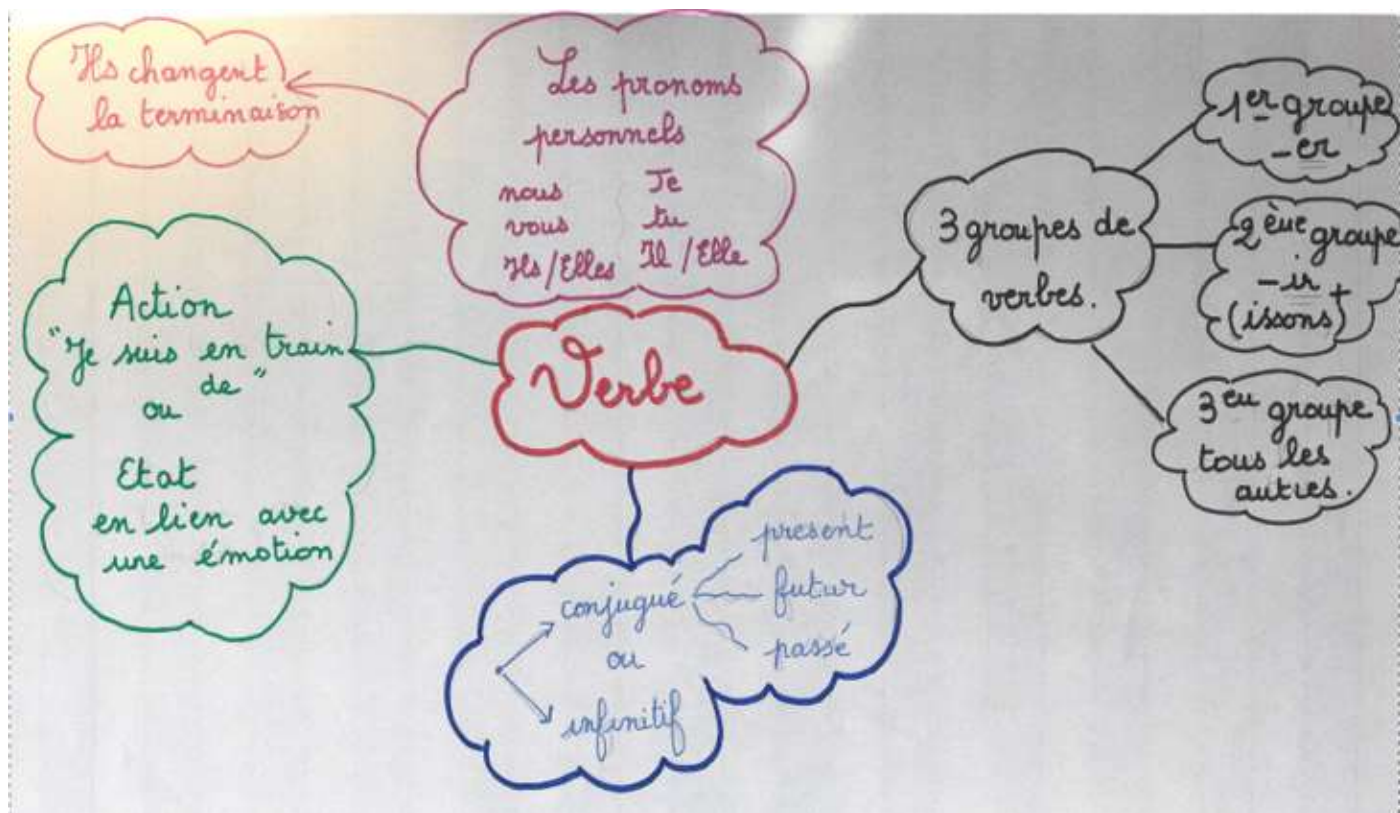 Ils changent
la terminaison
Les pronoms
personnels
nous Je
vous tu
Ils/Elles Il/Elle
Action
"Je suis en train
de"
ou
Etat
en lien avec
une émotion
Verbe
3 groupes de
verbes.
1er groupe
-er
2ème groupe
-ir +
(issons)
3eu groupe
tous les
autres.
conjugué
ou
infinitif
present
futur
passé